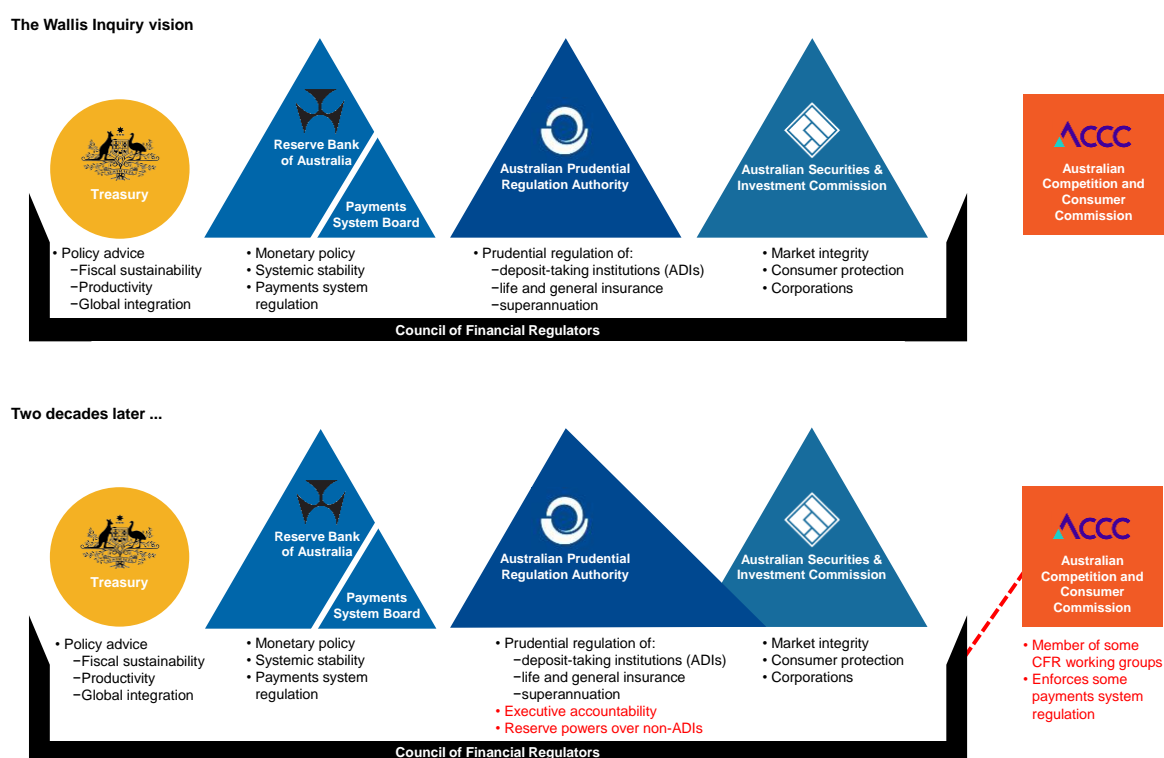 The Wallis Inquiry vision
Treasury
Reserve Bank
of Australia
Payments
System Board
Australian Prudential
Regulation Authority
Australian Securities &
Investment Commission
ACCC
Australian
Competition and
Consumer
Commission
• Policy advice
−Fiscal sustainability
−Productivity
−Global integration
• Monetary policy
• Systemic stability
• Payments system
regulation
• Prudential regulation of:
−deposit-taking institutions (ADIs)
−life and general insurance
−superannuation
• Market integrity
• Consumer protection
• Corporations
Council of Financial Regulators
Two decades later ...
Treasury
Reserve Bank
of Australia
Payments
System Board
Australian Prudential
Regulation Authority
Australian Securities &
Investment Commission
ACCC
Australian
Competition and
Consumer
Commission
• Policy advice
−Fiscal sustainability
−Productivity
−Global integration
• Monetary policy
• Systemic stability
• Payments system
regulation
• Prudential regulation of:
−deposit-taking institutions (ADIs)
−life and general insurance
−superannuation
• Executive accountability
• Reserve powers over non-ADIs
• Market integrity
• Consumer protection
• Corporations
• Member of some
CFR working groups
• Enforces some
payments system
regulation
Council of Financial Regulators